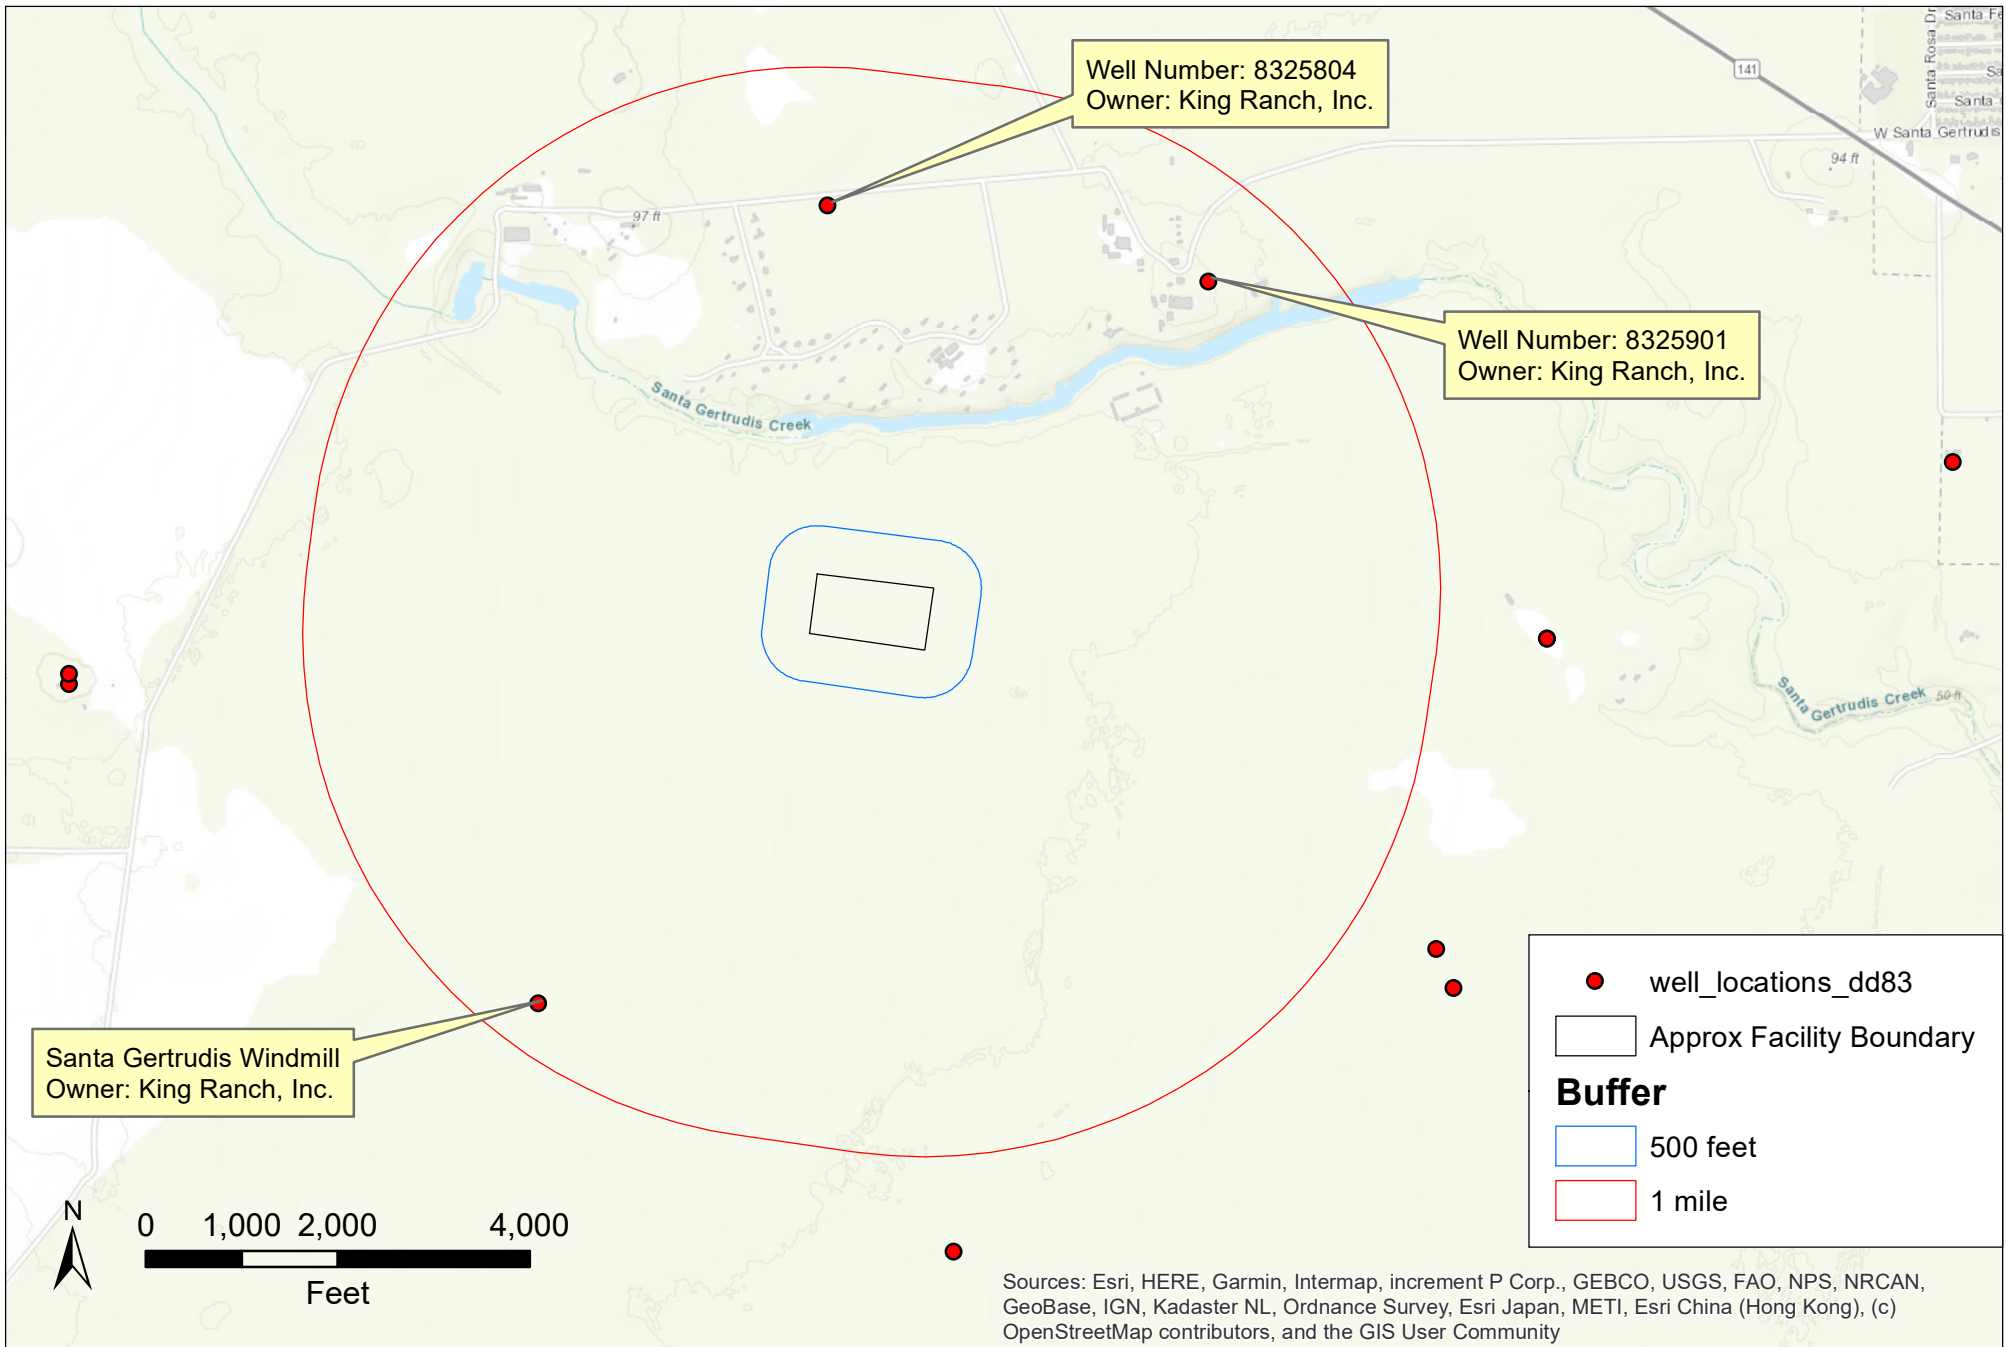 Santa Fe
Santa Rosa Dr
Sa
Santa
W Santa Gertrudis
141
94 ft
Well Number: 8325804
Owner: King Ranch, Inc.
97 ft
Well Number: 8325901
Owner: King Ranch, Inc.
Santa Gertrudis Creek
Santa Gertrudis Creek
50 ft
Santa Gertrudis Windmill
Owner: King Ranch, Inc.
well_locations_dd83
Approx Facility Boundary
Buffer
500 feet
1 mile
N
0 1,000 2,000 4,000
Feet
Sources: Esri, HERE, Garmin, Intermap, increment P Corp., GEBCO, USGS, FAO, NPS, NRCAN,
GeoBase, IGN, Kadaster NL, Ordnance Survey, Esri Japan, METI, Esri China (Hong Kong), (c)
OpenStreetMap contributors, and the GIS User Community